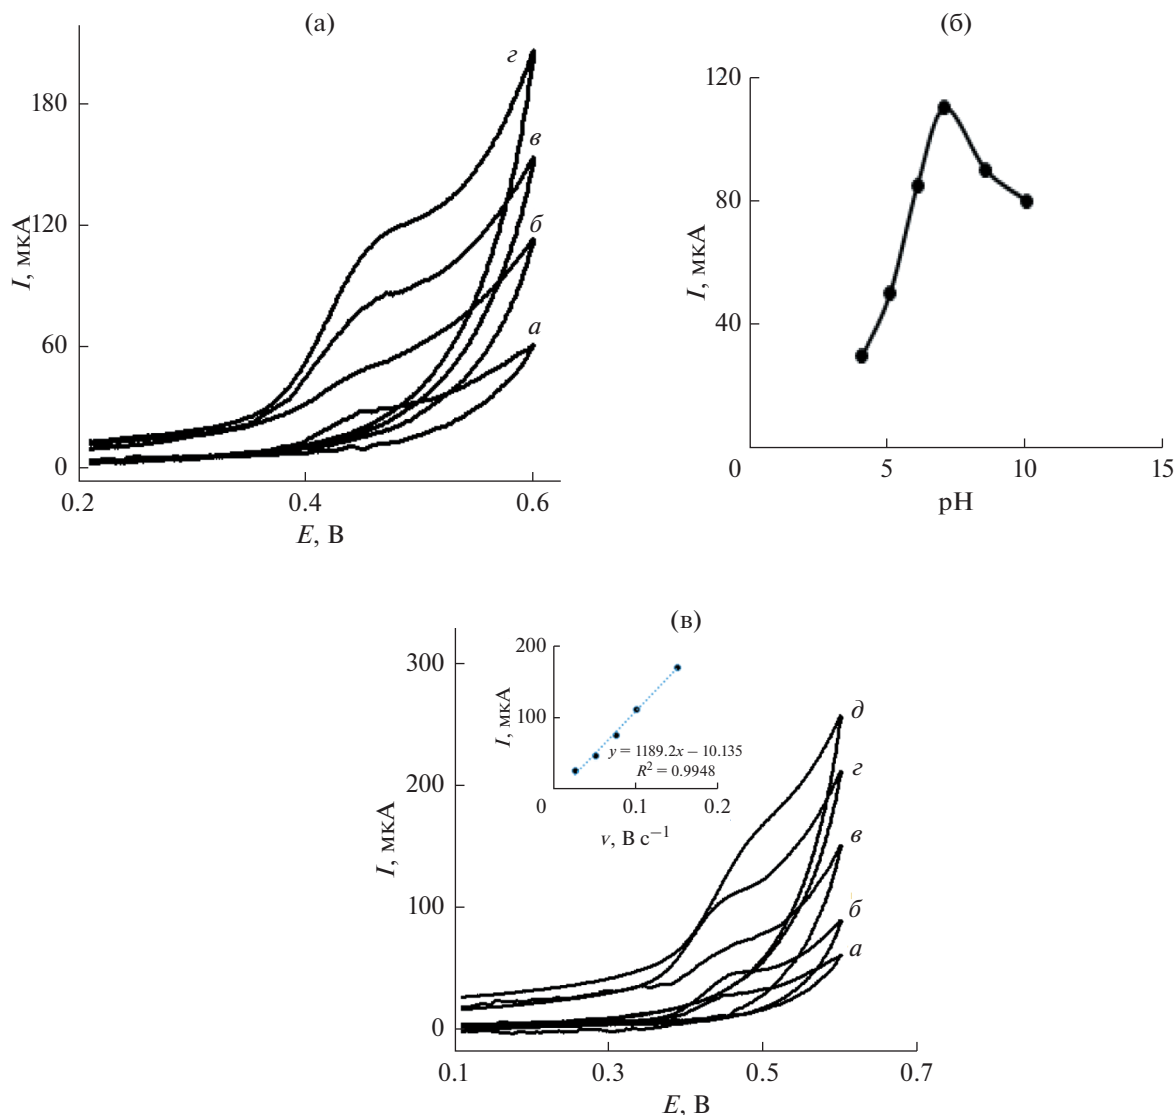 (а)
180
120
60
0
I, мкА
0.2
0.4
0.6
E, В
г
в
б
а
(б)
120
80
40
0
I, мкА
5
10
15
pH
(в)
300
200
100
0
I, мкА
0.1
0.3
0.5
0.7
E, В
д
г
в
б
а
200
100
0
I, мкА
y = 1189.2x – 10.135
R² = 0.9948
0.1
0.2
v, В с⁻¹